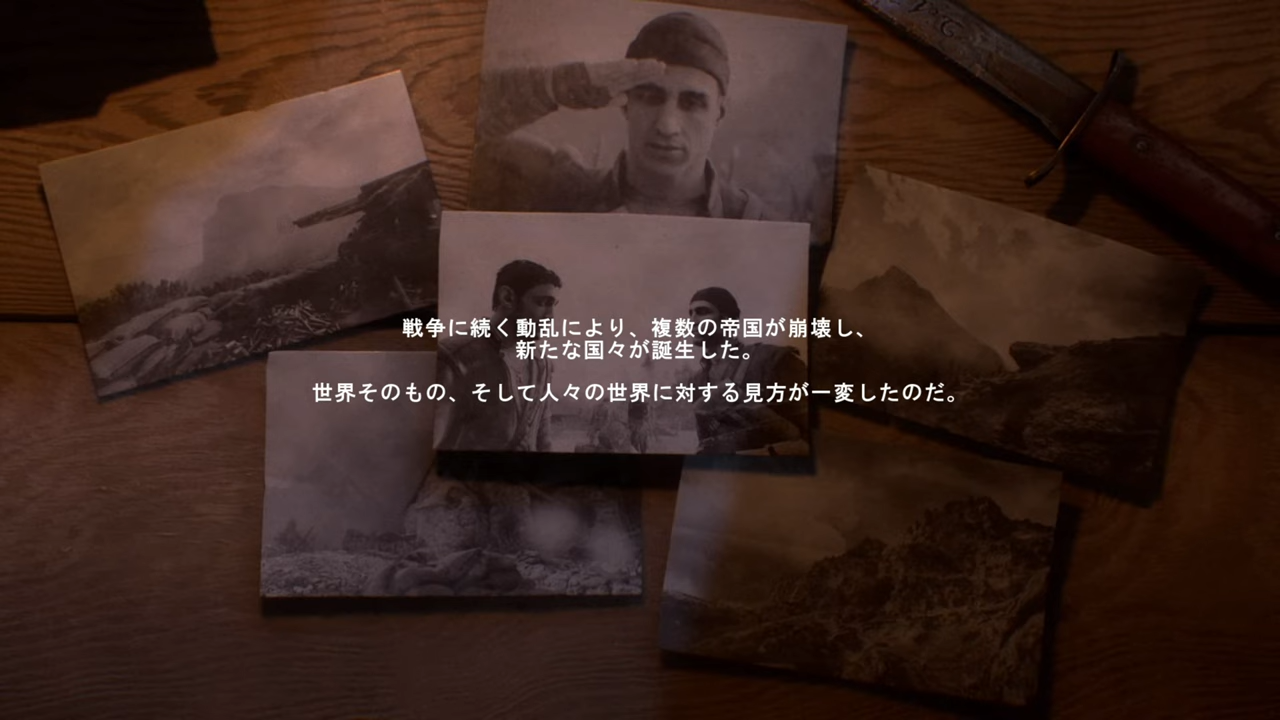 戦争に続く動乱により、複数の帝国が崩壊し、
新たな国々が誕生した。
世界そのもの、そして人々の世界に対する見方が一変したのだ。